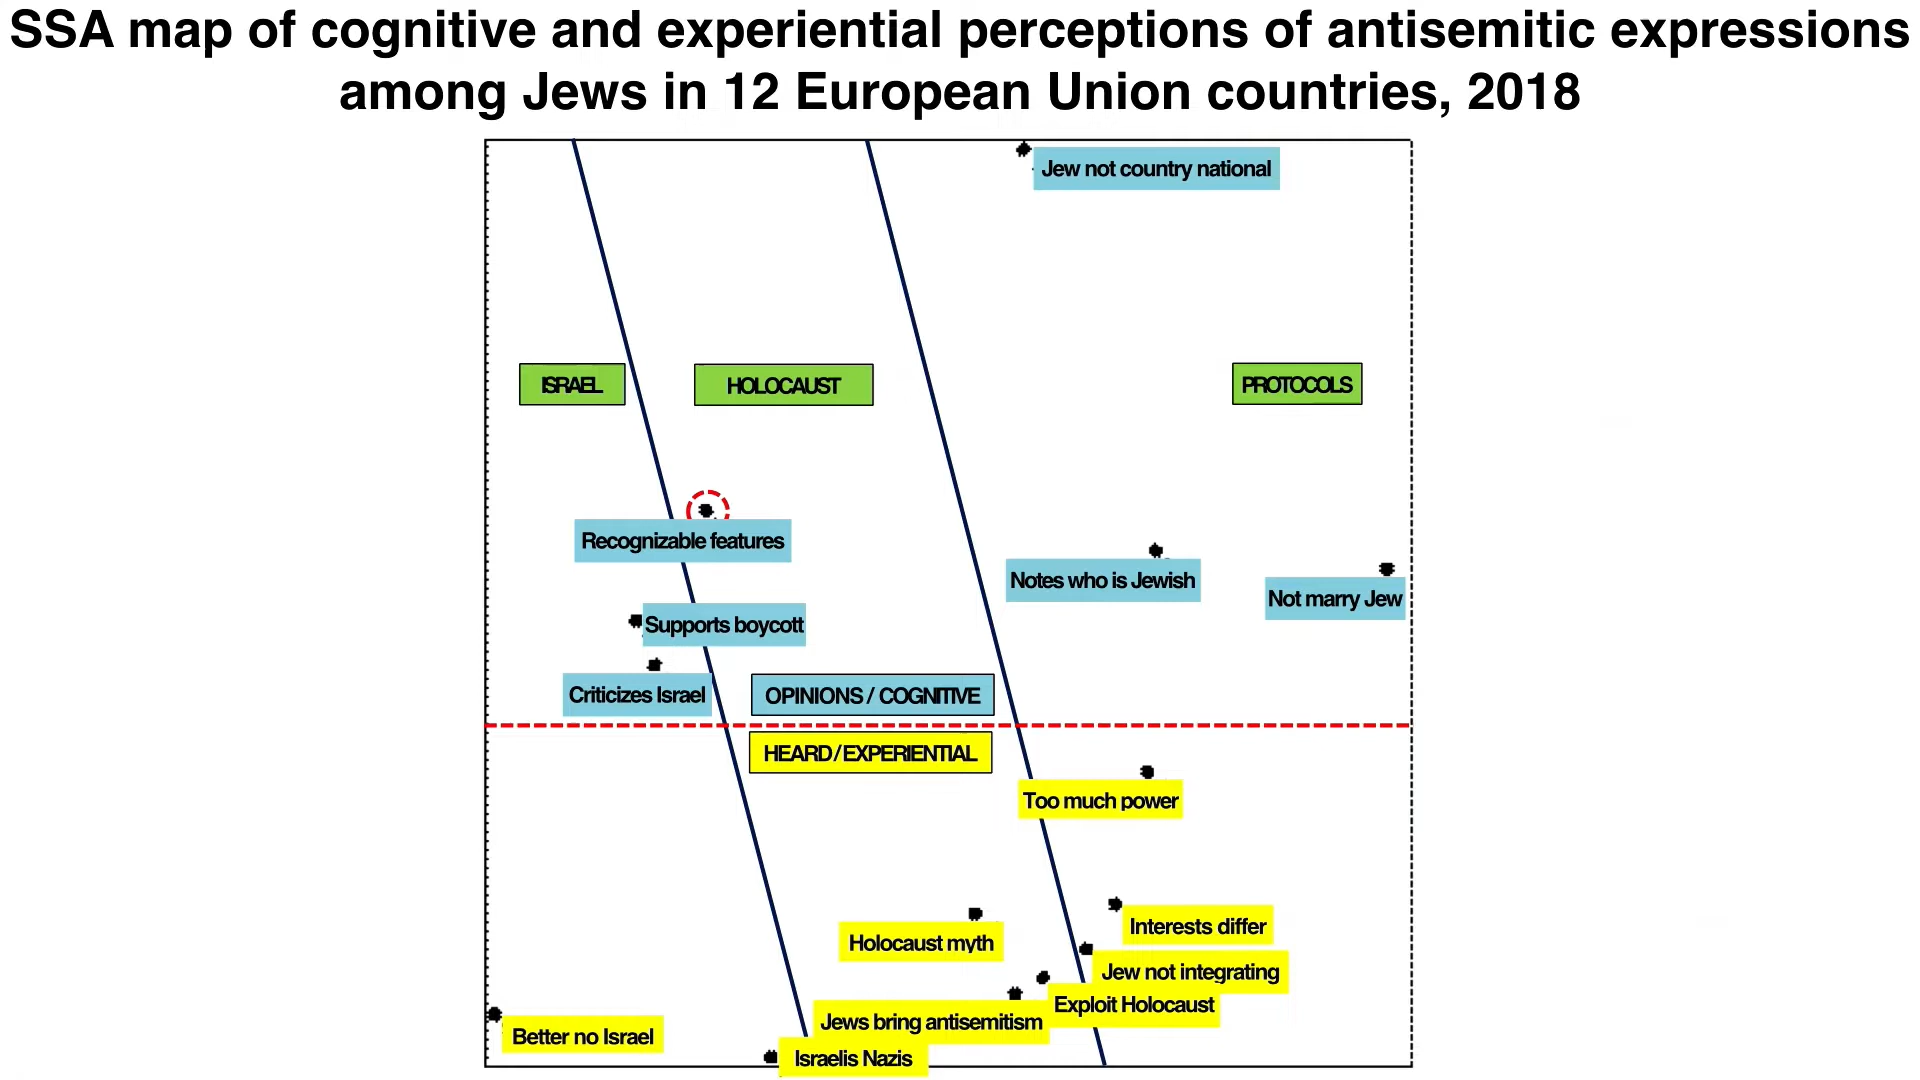 SSA map of cognitive and experiential perceptions of antisemitic expressions
among Jews in 12 European Union countries, 2018
Jew not country national
ISRAEL
HOLOCAUST
PROTOCOLS
Recognizable features
Notes who is Jewish
Not marry Jew
Supports boycott
Criticizes Israel
OPINIONS / COGNITIVE
HEARD / EXPERIENTIAL
Too much power
Holocaust myth
Interests differ
Jew not integrating
Exploit Holocaust
Jews bring antisemitism
Better no Israel
Israelis Nazis